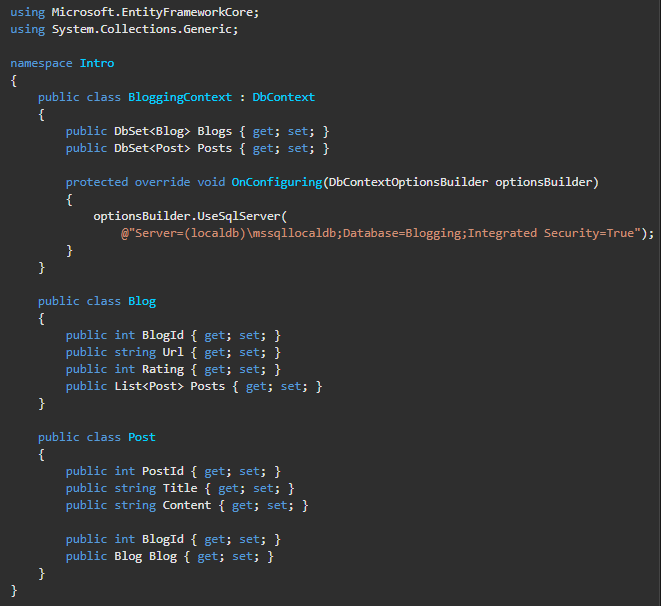 using Microsoft.EntityFrameworkCore;
using System.Collections.Generic;

namespace Intro
{
    public class BloggingContext : DbContext
    {
        public DbSet<Blog> Blogs { get; set; }
        public DbSet<Post> Posts { get; set; }

        protected override void OnConfiguring(DbContextOptionsBuilder optionsBuilder)
        {
            optionsBuilder.UseSqlServer(
                @"Server=(localdb)\mssqllocaldb;Database=Blogging;Integrated Security=True");
        }
    }

    public class Blog
    {
        public int BlogId { get; set; }
        public string Url { get; set; }
        public int Rating { get; set; }
        public List<Post> Posts { get; set; }
    }

    public class Post
    {
        public int PostId { get; set; }
        public string Title { get; set; }
        public string Content { get; set; }

        public int BlogId { get; set; }
        public Blog Blog { get; set; }
    }
}